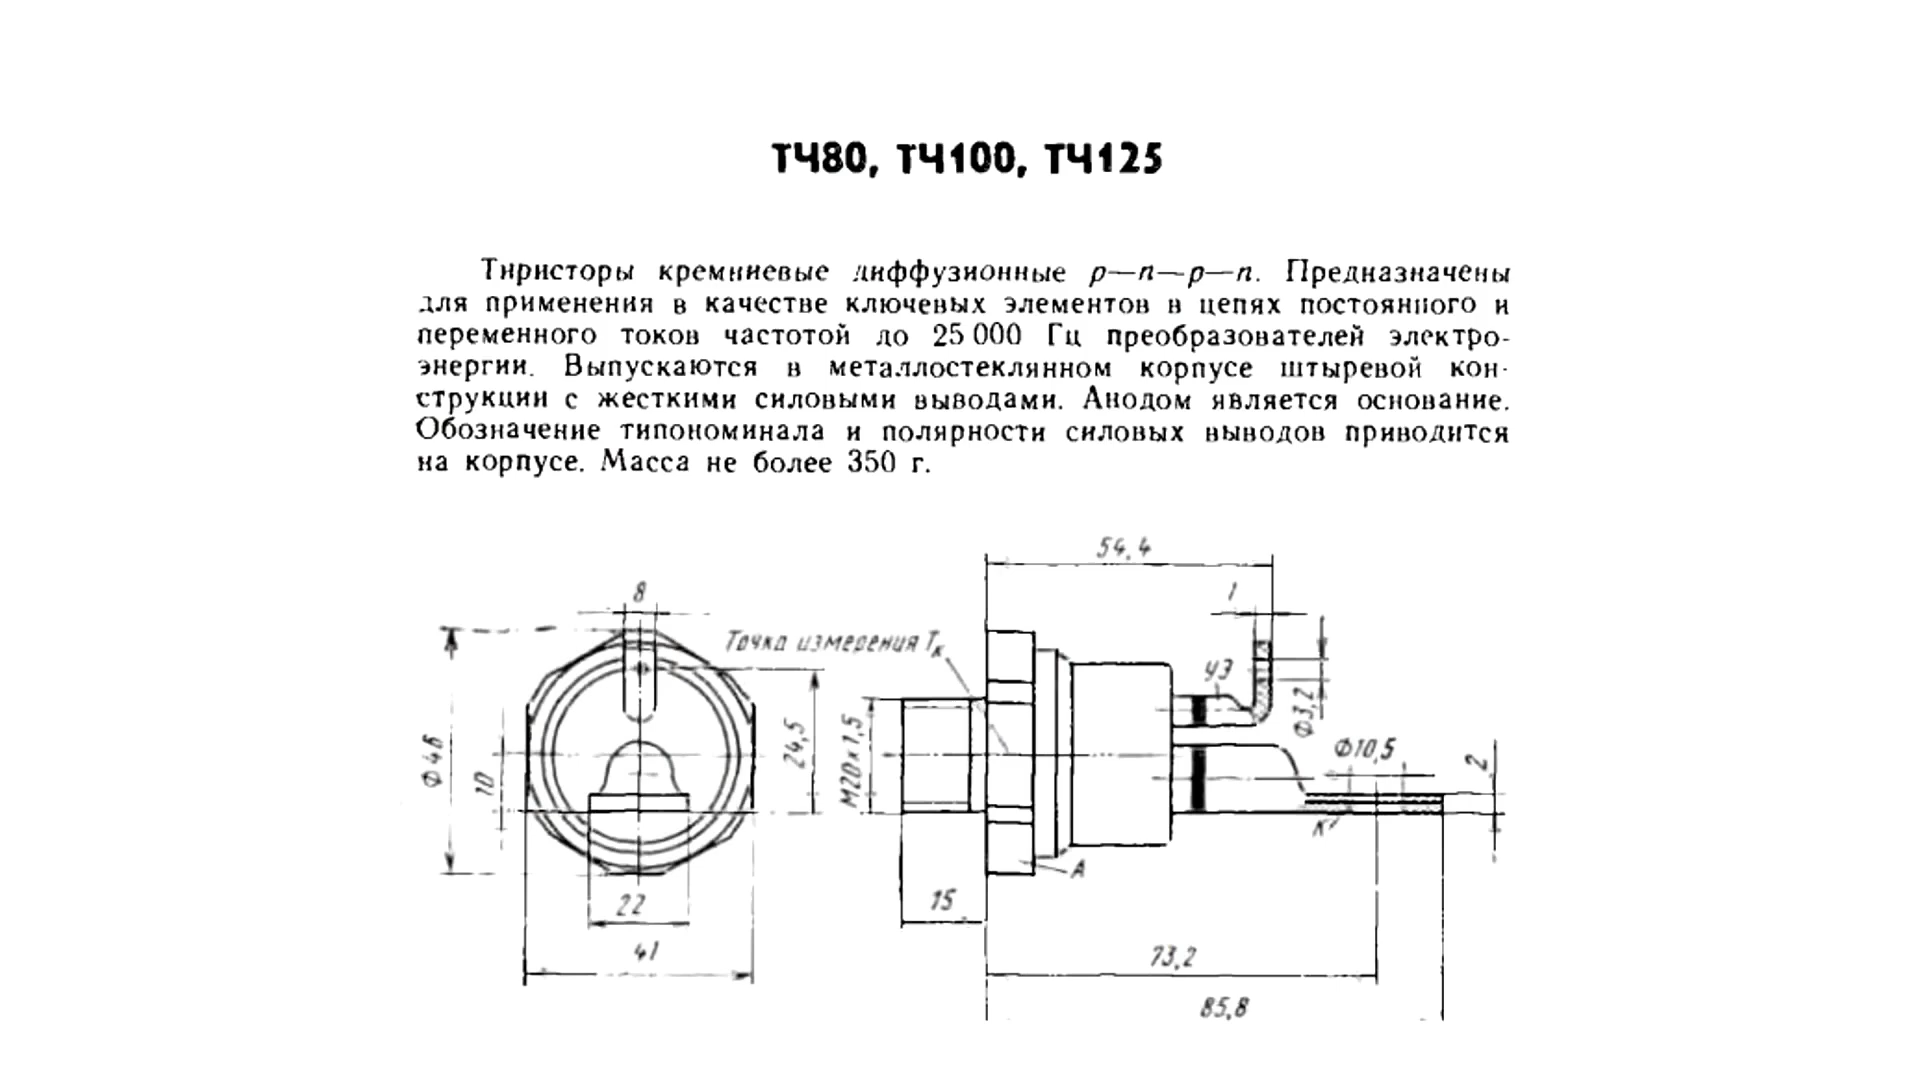 ТЧ80, ТЧ100, ТЧ125
Тиристоры кремниевые диффузионные p—n—p—n. Предназначены
для применения в качестве ключевых элементов в цепях постоянного и
переменного токов частотой до 25 000 Гц преобразователей электро-
энергии. Выпускаются в металлостеклянном корпусе штыревой кон-
струкции с жесткими силовыми выводами. Анодом является основание.
Обозначение типономинала и полярности силовых выводов приводится
на корпусе. Масса не более 350 г.
54,4
8
1
Точка измерения Tк
УЭ
Ф3,2
Ф46
10
24,5
М20×1,5
Ф10,5
2
К
А
22
15
41
73,2
85,8